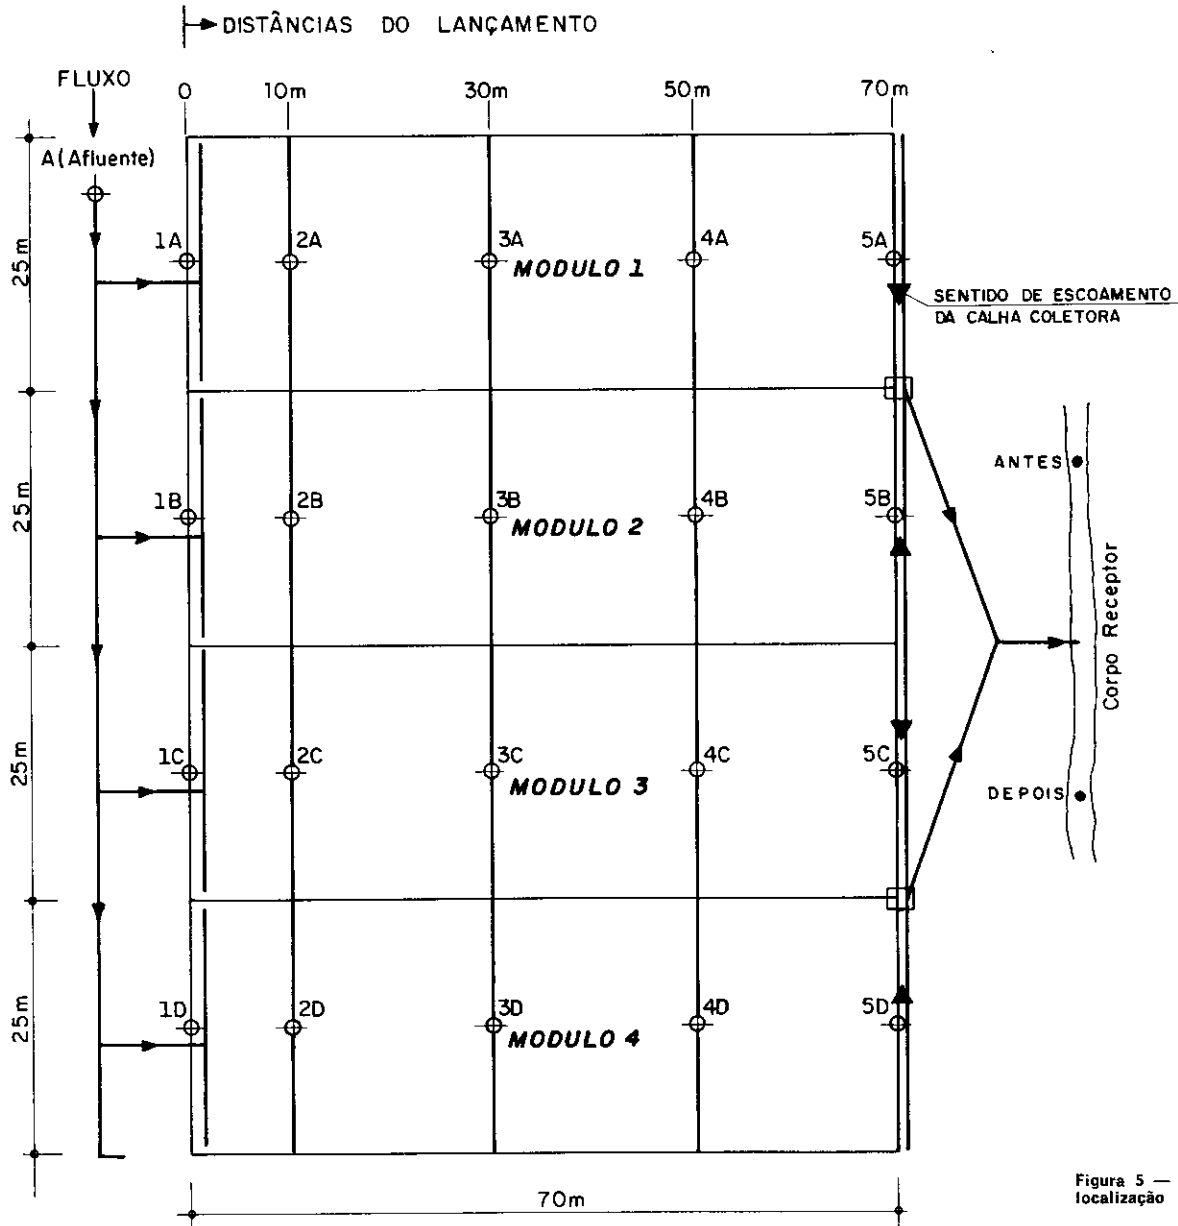 DISTÂNCIAS DO LANÇAMENTO
FLUXO
0 10m 30m 50m 70m
A (Afluente)
25m
1A 2A 3A 4A 5A
MODULO 1
SENTIDO DE ESCOAMENTO
DA CALHA COLETORA
25m
1B 2B 3B 4B 5B
MODULO 2
ANTES
Corpo Receptor
25m
1C 2C 3C 4C 5C
MODULO 3
DEPOIS
25m
1D 2D 3D 4D 5D
MODULO 4
70m
Figura 5 —
localização